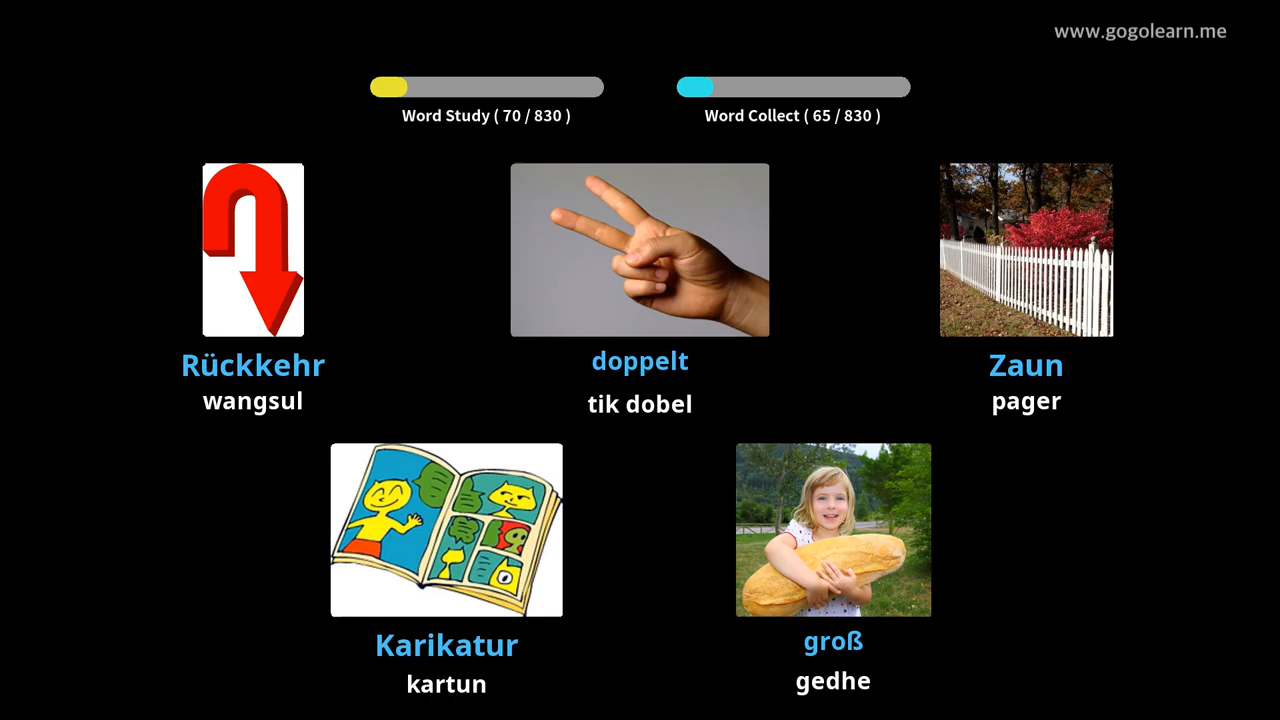 www.gogolearn.me
Word Study ( 70 / 830 )
Word Collect ( 65 / 830 )
Rückkehr
wangsul
doppelt
tik dobel
Zaun
pager
Karikatur
kartun
groß
gedhe